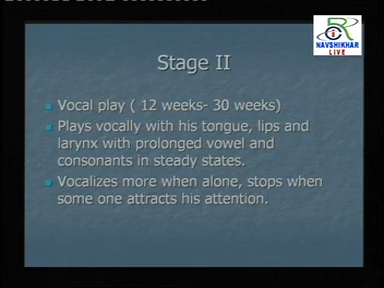 NAVSHIKHAR
LIVE
Stage II
Vocal play ( 12 weeks- 30 weeks)
Plays vocally with his tongue, lips and
larynx with prolonged vowel and
consonants in steady states.
Vocalizes more when alone, stops when
some one attracts his attention.